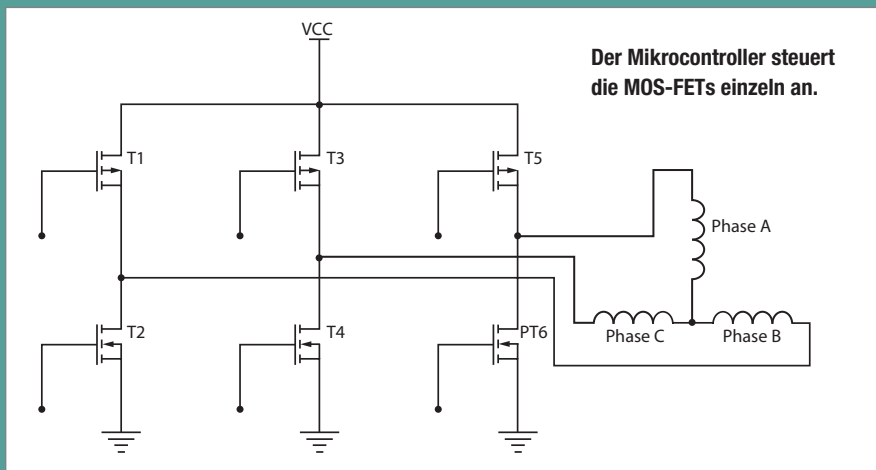 VCC
Der Mikrocontroller steuert
die MOS-FETs einzeln an.
T1
T3
T5
Phase A
T2
T4
PT6
Phase C
Phase B